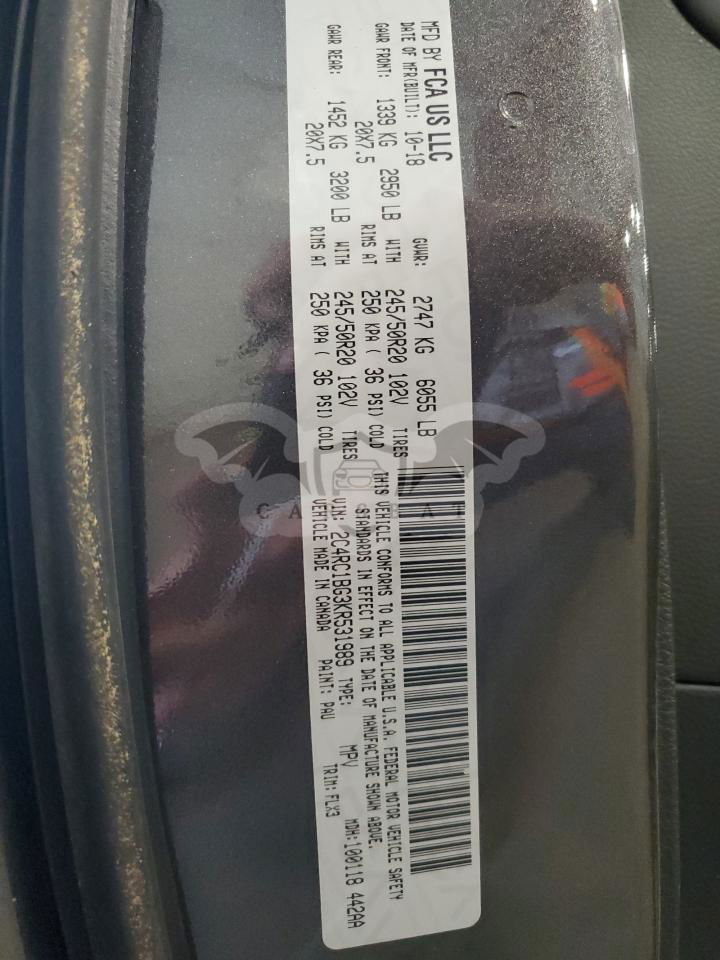 MFD BY FCA US LLC
DATE OF MFR(BUILT): 10-18 GVWR: 2747 KG 6055 LB
GAWR FRONT: 1339 KG 2950 LB WITH 245/50R20 102V TIRES
20X7.5 RIMS AT 250 KPA ( 36 PSI) COLD
GAWR REAR: 1452 KG 3200 LB WITH 245/50R20 102V TIRES
20X7.5 RIMS AT 250 KPA ( 36 PSI) COLD
THIS VEHICLE CONFORMS TO ALL APPLICABLE U.S.A. FEDERAL MOTOR VEHICLE SAFETY
STANDARDS IN EFFECT ON THE DATE OF MANUFACTURE SHOWN ABOVE.
VIN: 2C4RC1BG3KR531989 TYPE: MPV MDH:100118 442AA
VEHICLE MADE IN CANADA PAINT: PAU TRIM: FLX3